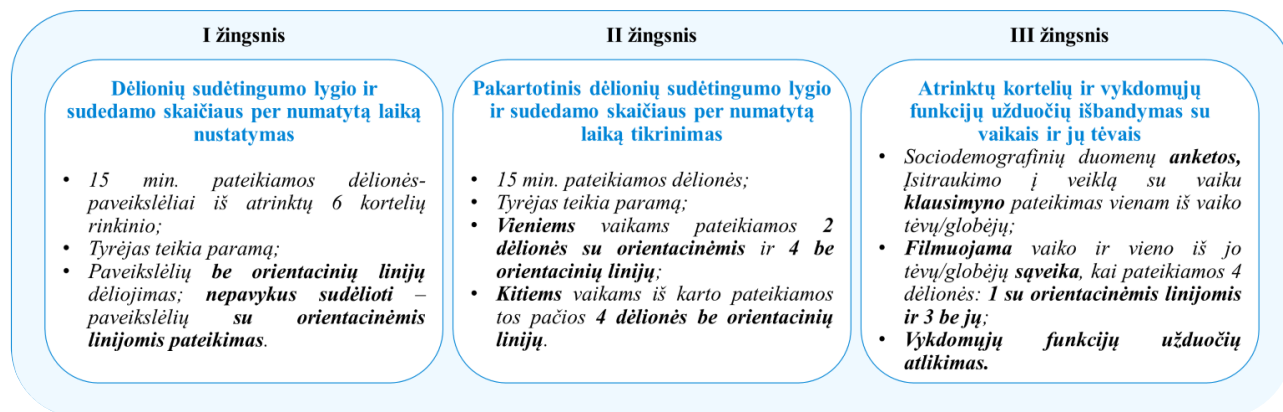 I žingsnis
Dėlionių sudėtingumo lygio ir
sudedamo skaičiaus per numatytą laiką
nustatymas
• 15 min. pateikiamos dėlionės-
paveikslėliai iš atrinktų 6 kortelių
rinkinio;
• Tyrėjas teikia paramą;
• Paveikslėlių be orientacinių linijų
dėliojimas; nepavykus sudėlioti –
paveikslėlių su orientacinėmis
linijomis pateikimas.
II žingsnis
Pakartotinis dėlionių sudėtingumo lygio
ir sudedamo skaičiaus per numatytą
laiką tikrinimas
• 15 min. pateikiamos dėlionės;
• Tyrėjas teikia paramą;
• Vieniems vaikams pateikiamos 2
dėlionės su orientacinėmis ir 4 be
orientacinių linijų;
• Kitiems vaikams iš karto pateikiamos
tos pačios 4 dėlionės be orientacinių
linijų.
III žingsnis
Atrinktų kortelių ir vykdomųjų
funkcijų užduočių išbandymas su
vaikais ir jų tėvais
• Sociodemografinių duomenų anketos,
Įsitraukimo į veiklą su vaiku
klausimyno pateikimas vienam iš vaiko
tėvų/globėjų;
• Filmuojama vaiko ir vieno iš jo
tėvų/globėjų sąveika, kai pateikiamos 4
dėlionės: 1 su orientacinėmis linijomis
ir 3 be jų;
• Vykdomųjų funkcijų užduočių
atlikimas.